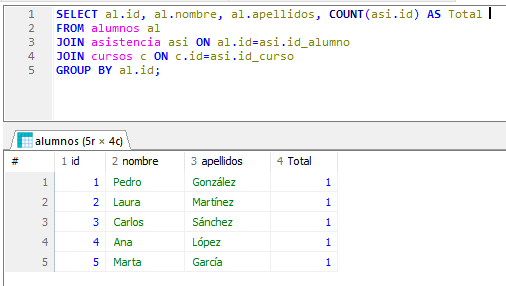 1 SELECT al.id, al.nombre, al.apellidos, COUNT(asi.id) AS Total
2 FROM alumnos al
3 JOIN asistencia asi ON al.id=asi.id_alumno
4 JOIN cursos c ON c.id=asi.id_curso
5 GROUP BY al.id;
alumnos (5r × 4c)
# 1 id 2 nombre 3 apellidos 4 Total
1 1 Pedro González 1
2 2 Laura Martínez 1
3 3 Carlos Sánchez 1
4 4 Ana López 1
5 5 Marta García 1